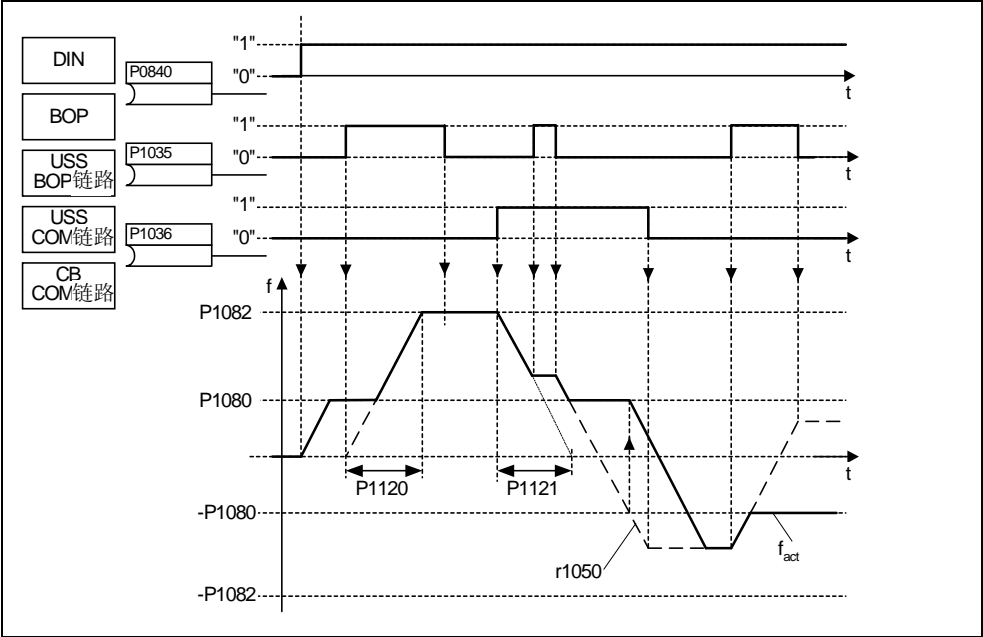 DIN
BOP
USS
BOP链路
USS
COM链路
CB
COM链路
P0840
"1"
"0"
t
P1035
"1"
"0"
t
P1036
"1"
"0"
t
f
P1082
P1080
t
P1120
P1121
-P1080
r1050
fact
-P1082